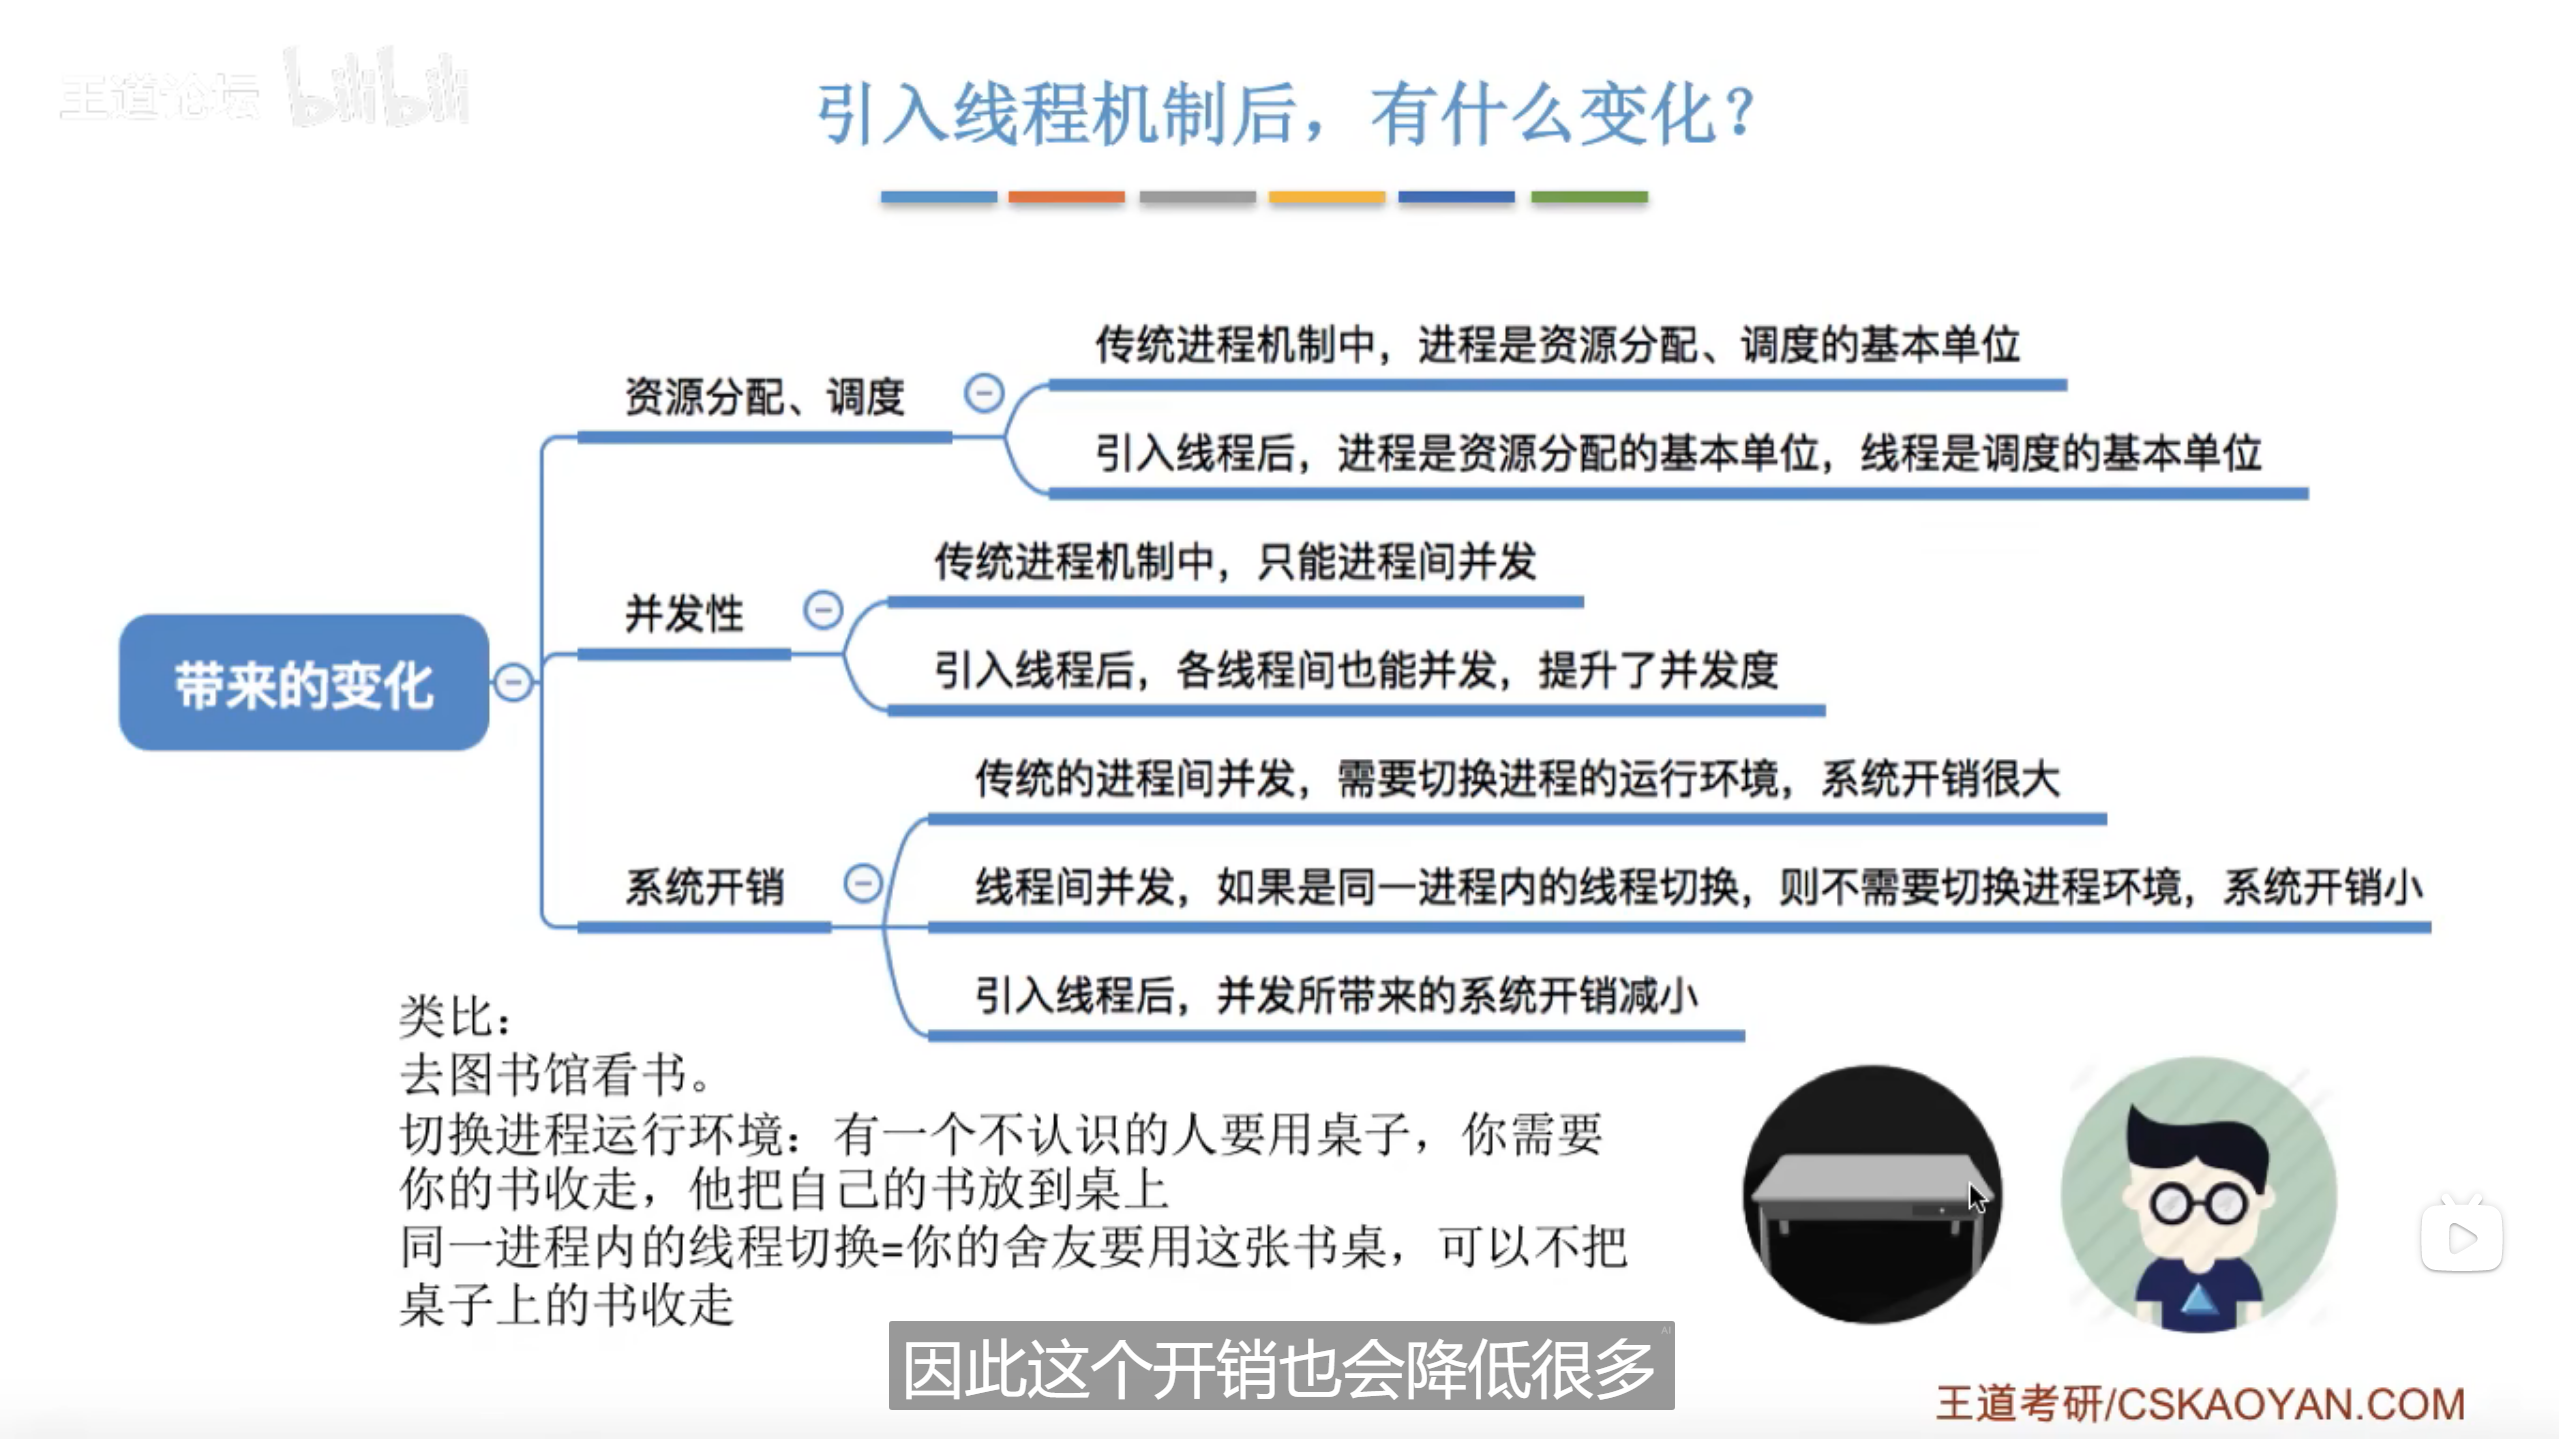 王道论坛 bilibili
引入线程机制后，有什么变化？
传统进程机制中，进程是资源分配、调度的基本单位
资源分配、调度
引入线程后，进程是资源分配的基本单位，线程是调度的基本单位
传统进程机制中，只能进程间并发
并发性
引入线程后，各线程间也能并发，提升了并发度
带来的变化
传统的进程间并发，需要切换进程的运行环境，系统开销很大
系统开销
线程间并发，如果是同一进程内的线程切换，则不需要切换进程环境，系统开销小
引入线程后，并发所带来的系统开销减小
类比：
去图书馆看书。
切换进程运行环境：有一个不认识的人要用桌子，你需要
你的书收走，他把自己的书放到桌上
同一进程内的线程切换=你的舍友要用这张书桌，可以不把
桌子上的书收走
AI
因此这个开销也会降低很多
王道考研/CSKAOYAN.COM